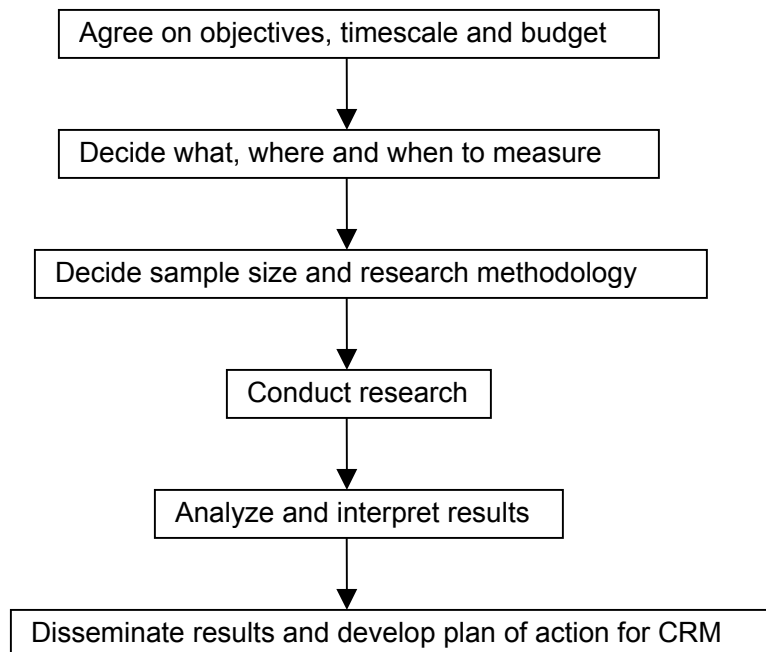 Agree on objectives, timescale and budget
Decide what, where and when to measure
Decide sample size and research methodology
Conduct research
Analyze and interpret results
Disseminate results and develop plan of action for CRM